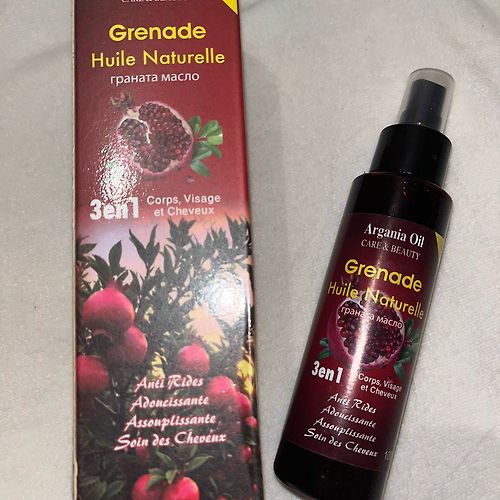 CARE & BEAUTY
Grenade
Huile Naturelle
граната масло
3en1
Corps, Visage
et Cheveux
Anti Rides
Adoucissante
Assouplissante
Soin des Cheveux
Argania Oil
CARE & BEAUTY
Grenade
Huile Naturelle
граната масло
3en1
Corps, Visage
et Cheveux
Anti Rides
Adoucissante
Assouplissante
Soin des Cheveux